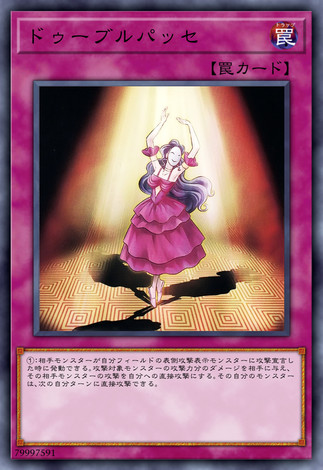 ドゥーブルパッセ
トラップ
罠
【罠カード】
①:相手モンスターが自分フィールドの表側攻撃表示モンスターに攻撃宣言し
た時に発動できる。攻撃対象モンスターの攻撃力分のダメージを相手に与え、
その相手モンスターの攻撃を自分への直接攻撃にする。その自分のモンスター
は、次の自分ターンに直接攻撃できる。
79997591